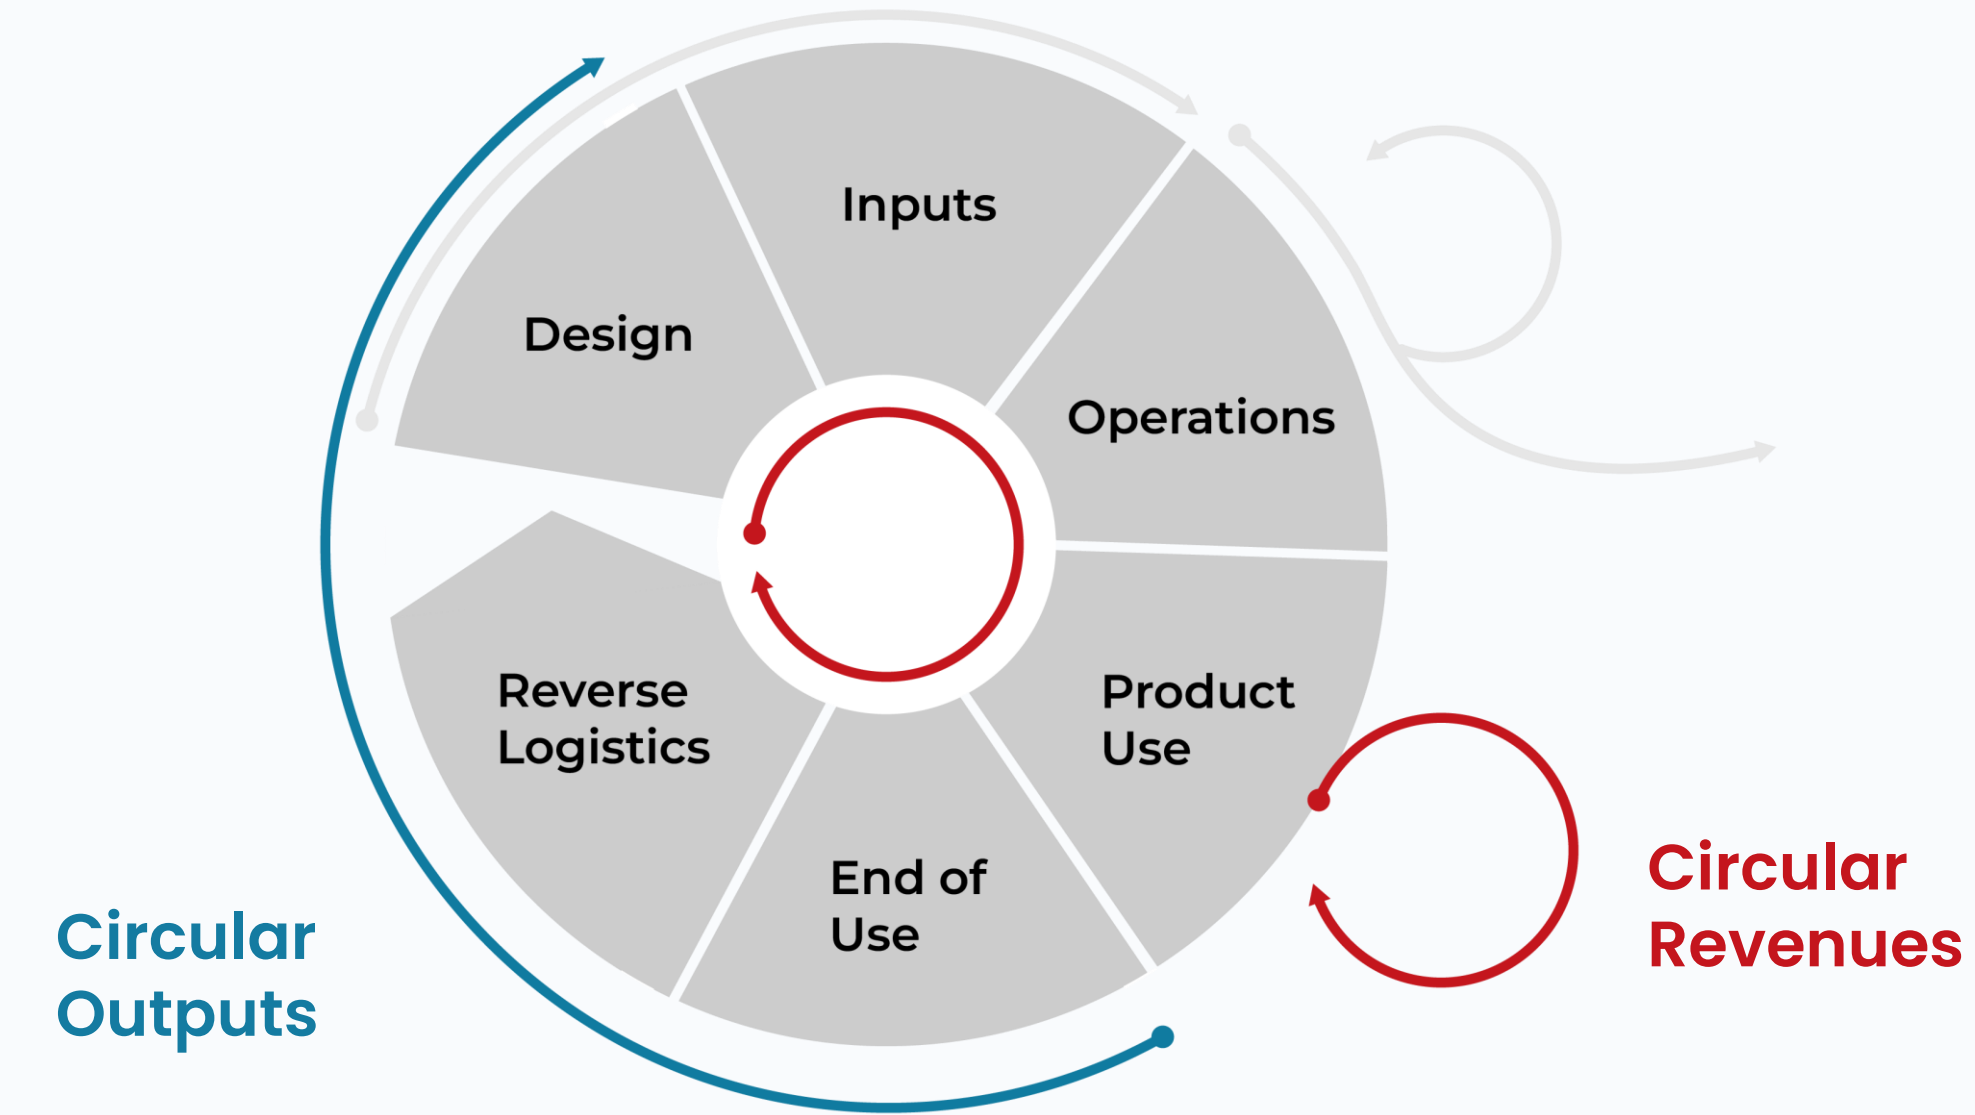 Inputs
Design
Operations
Reverse
Logistics
Product
Use
End of
Use
Circular
Outputs
Circular
Revenues